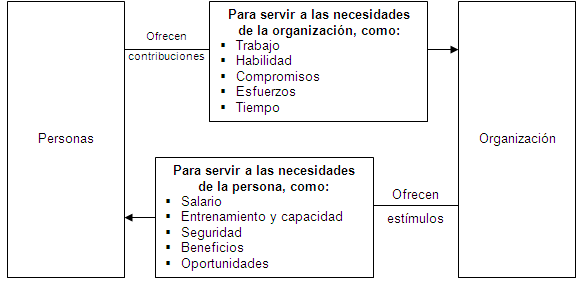 Personas
Ofrecen
contribuciones
Para servir a las necesidades
de la organización, como:
▪ Trabajo
▪ Habilidad
▪ Compromisos
▪ Esfuerzos
▪ Tiempo
Organización
Ofrecen
estímulos
Para servir a las necesidades
de la persona, como:
▪ Salario
▪ Entrenamiento y capacidad
▪ Seguridad
▪ Beneficios
▪ Oportunidades